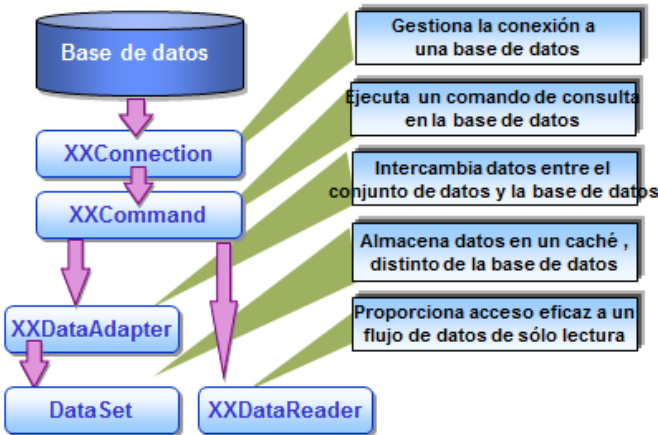 Base de datos
Gestiona la conexión a
una base de datos
Ejecuta un comando de consulta
en la base de datos
XXConnection
Intercambia datos entre el
conjunto de datos y la base de datos
XXCommand
Almacena datos en un caché ,
distinto de la base de datos
XXDataAdapter
Proporciona acceso eficaz a un
flujo de datos de sólo lectura
DataSet
XXDataReader